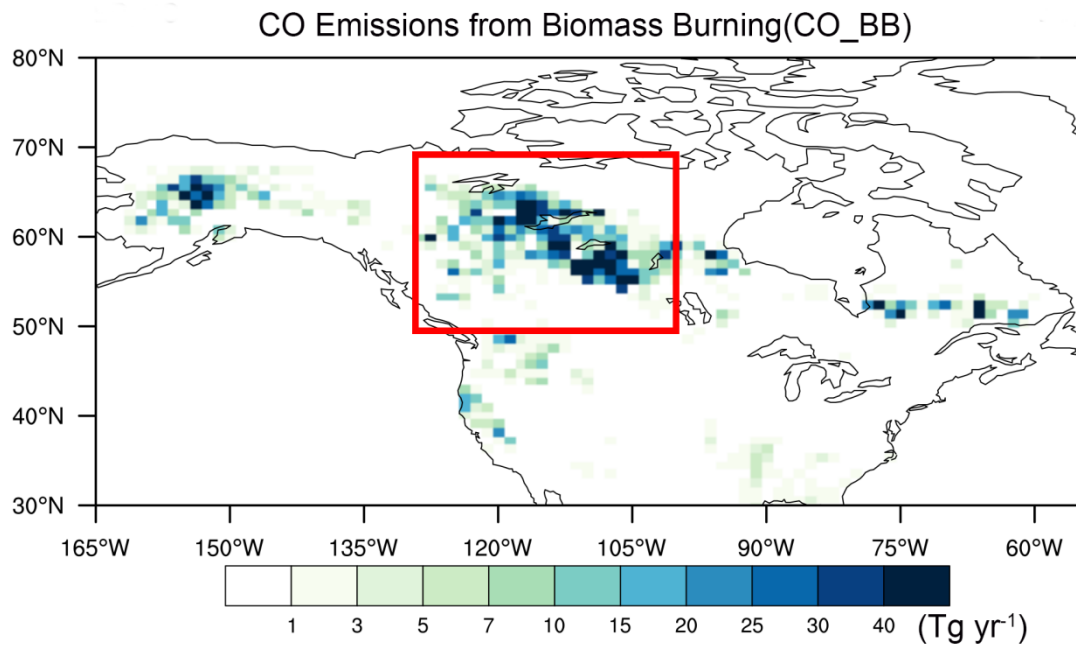 CO Emissions from Biomass Burning(CO_BB)
80°N
70°N
60°N
50°N
40°N
30°N
165°W 150°W 135°W 120°W 105°W 90°W 75°W 60°W
1 3 5 7 10 15 20 25 30 40 (Tg yr⁻¹)